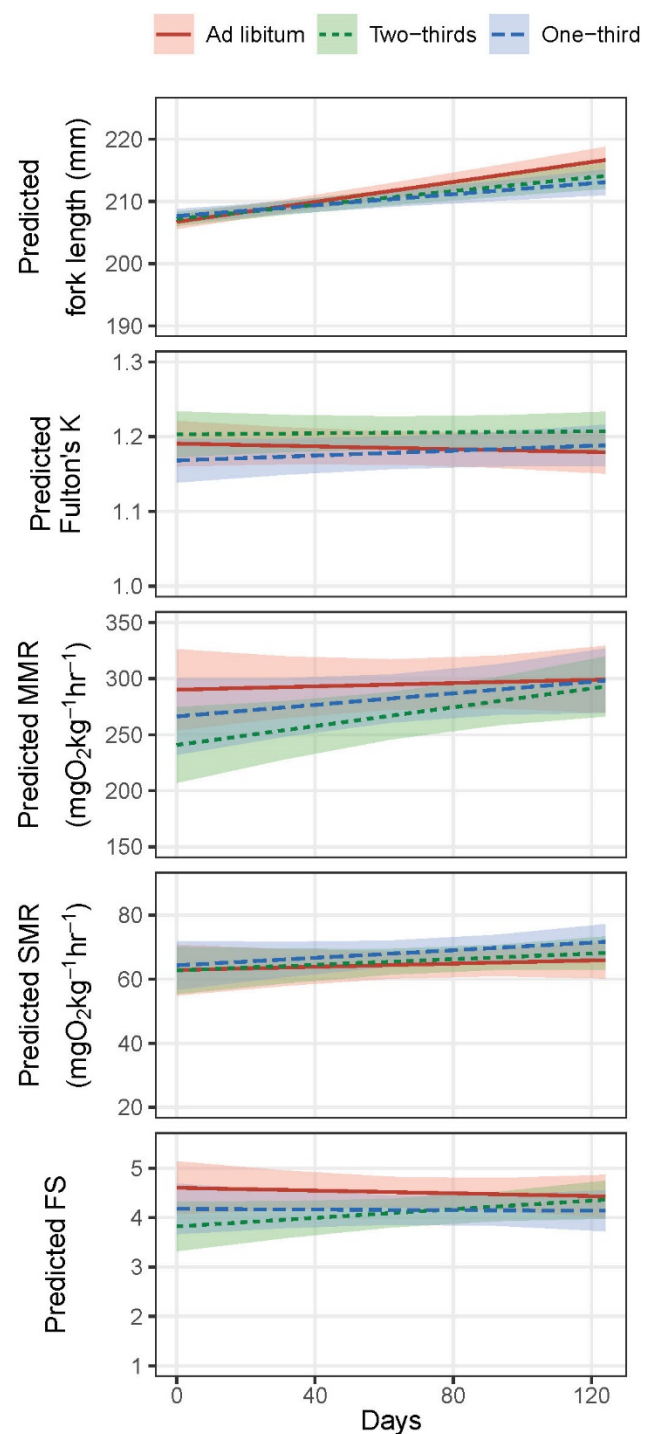 Ad libitum Two−thirds One−third
Predicted
fork length (mm)
220
210
200
190
Predicted
Fulton's K
1.3
1.2
1.1
1.0
Predicted MMR
(mgO₂kg⁻¹hr⁻¹)
350
300
250
200
150
Predicted SMR
(mgO₂kg⁻¹hr⁻¹)
80
60
40
20
Predicted FS
5
4
3
2
1
0 40 80 120
Days